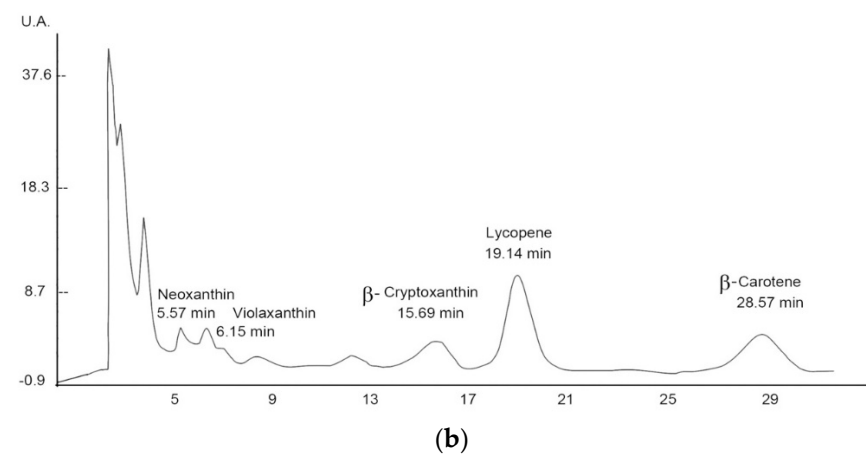 U.A.
37.6
18.3
8.7
-0.9
Neoxanthin
5.57 min
Violaxanthin
6.15 min
β- Cryptoxanthin
15.69 min
Lycopene
19.14 min
β-Carotene
28.57 min
5 9 13 17 21 25 29
(b)